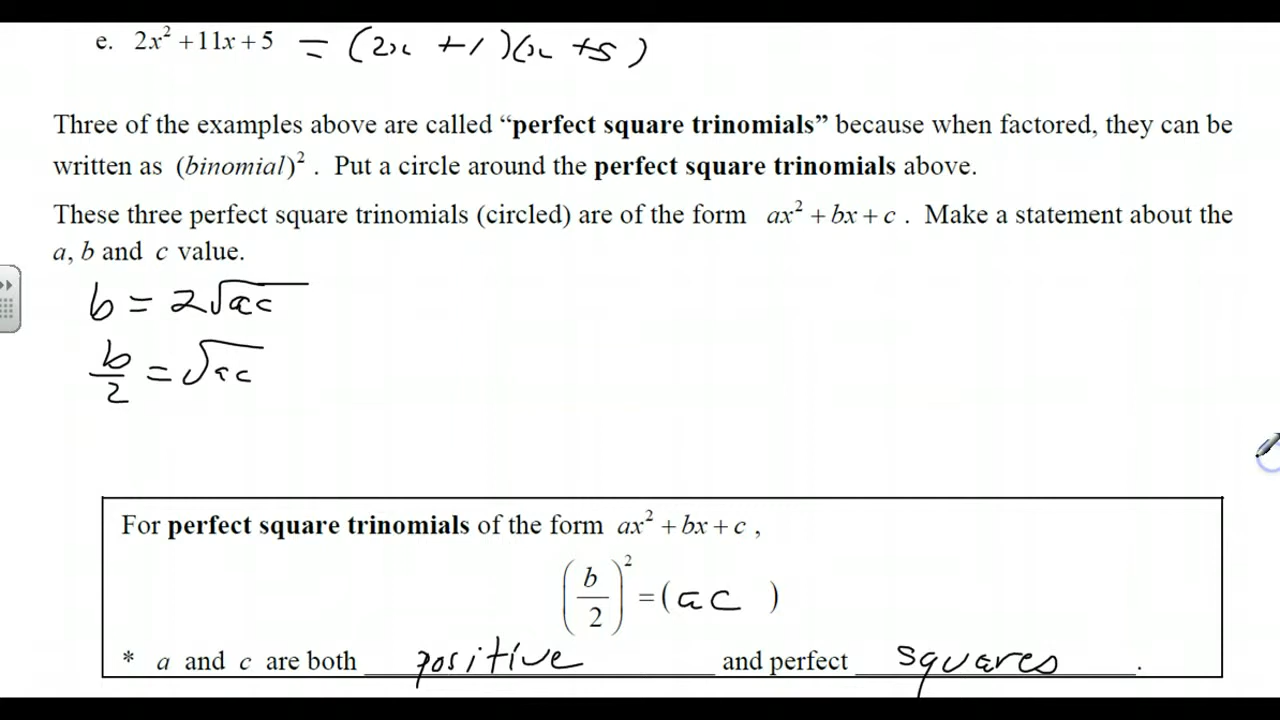 e. 2x² + 11x + 5 = (2x + 1)(x + 5)
Three of the examples above are called “perfect square trinomials” because when factored, they can be
written as (binomial)². Put a circle around the perfect square trinomials above.
These three perfect square trinomials (circled) are of the form ax² + bx + c. Make a statement about the
a, b and c value.
b = 2√ac
b/2 = √ac
For perfect square trinomials of the form ax² + bx + c,
(b/2)² = (ac)
* a and c are both positive and perfect squares.